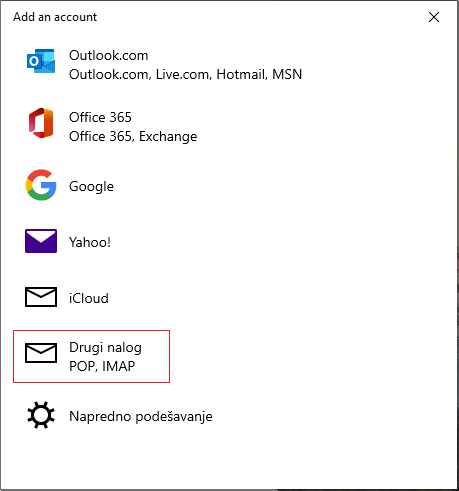 Add an account
Outlook.com
Outlook.com, Live.com, Hotmail, MSN
Office 365
Office 365, Exchange
Google
Yahoo!
iCloud
Drugi nalog
POP, IMAP
Napredno podešavanje